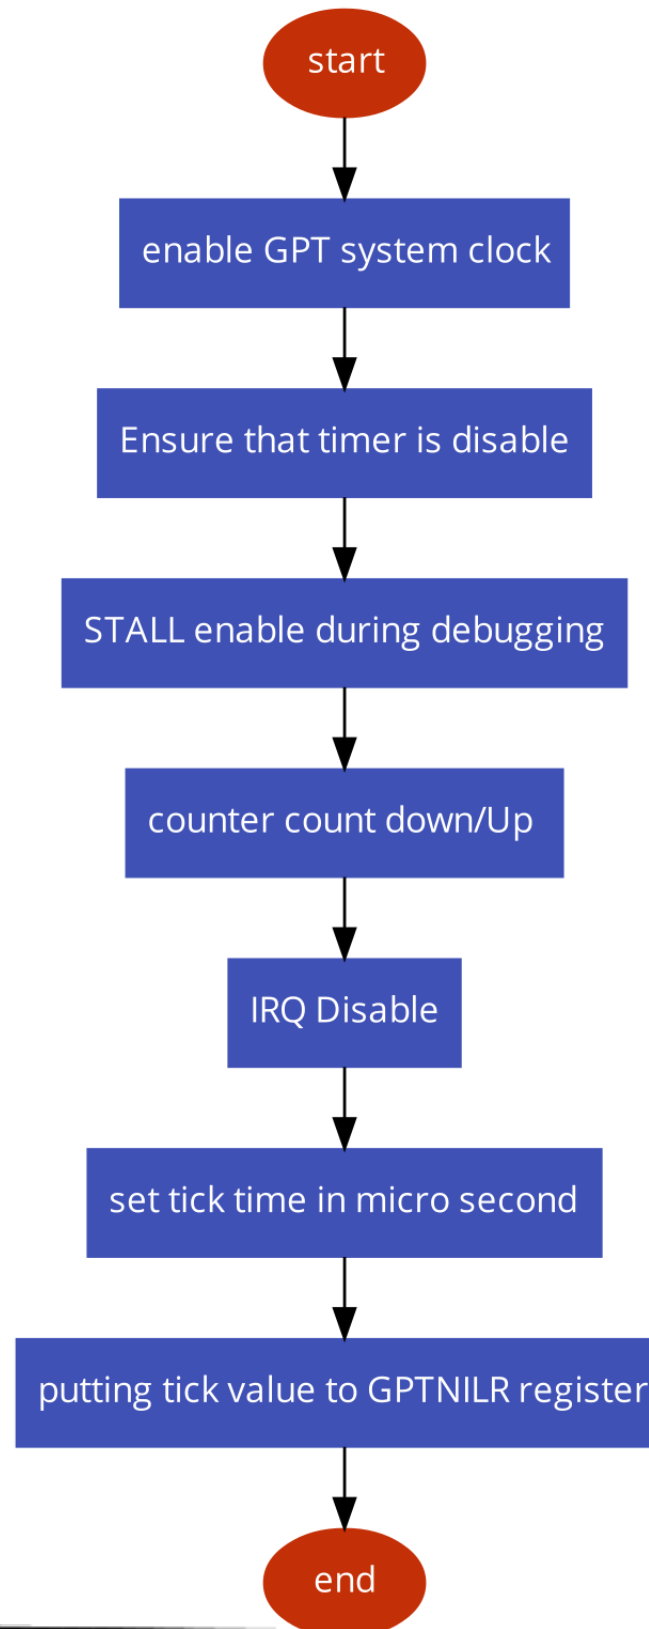 start
enable GPT system clock
Ensure that timer is disable
STALL enable during debugging
counter count down/Up
IRQ Disable
set tick time in micro second
putting tick value to GPTNILR register
end